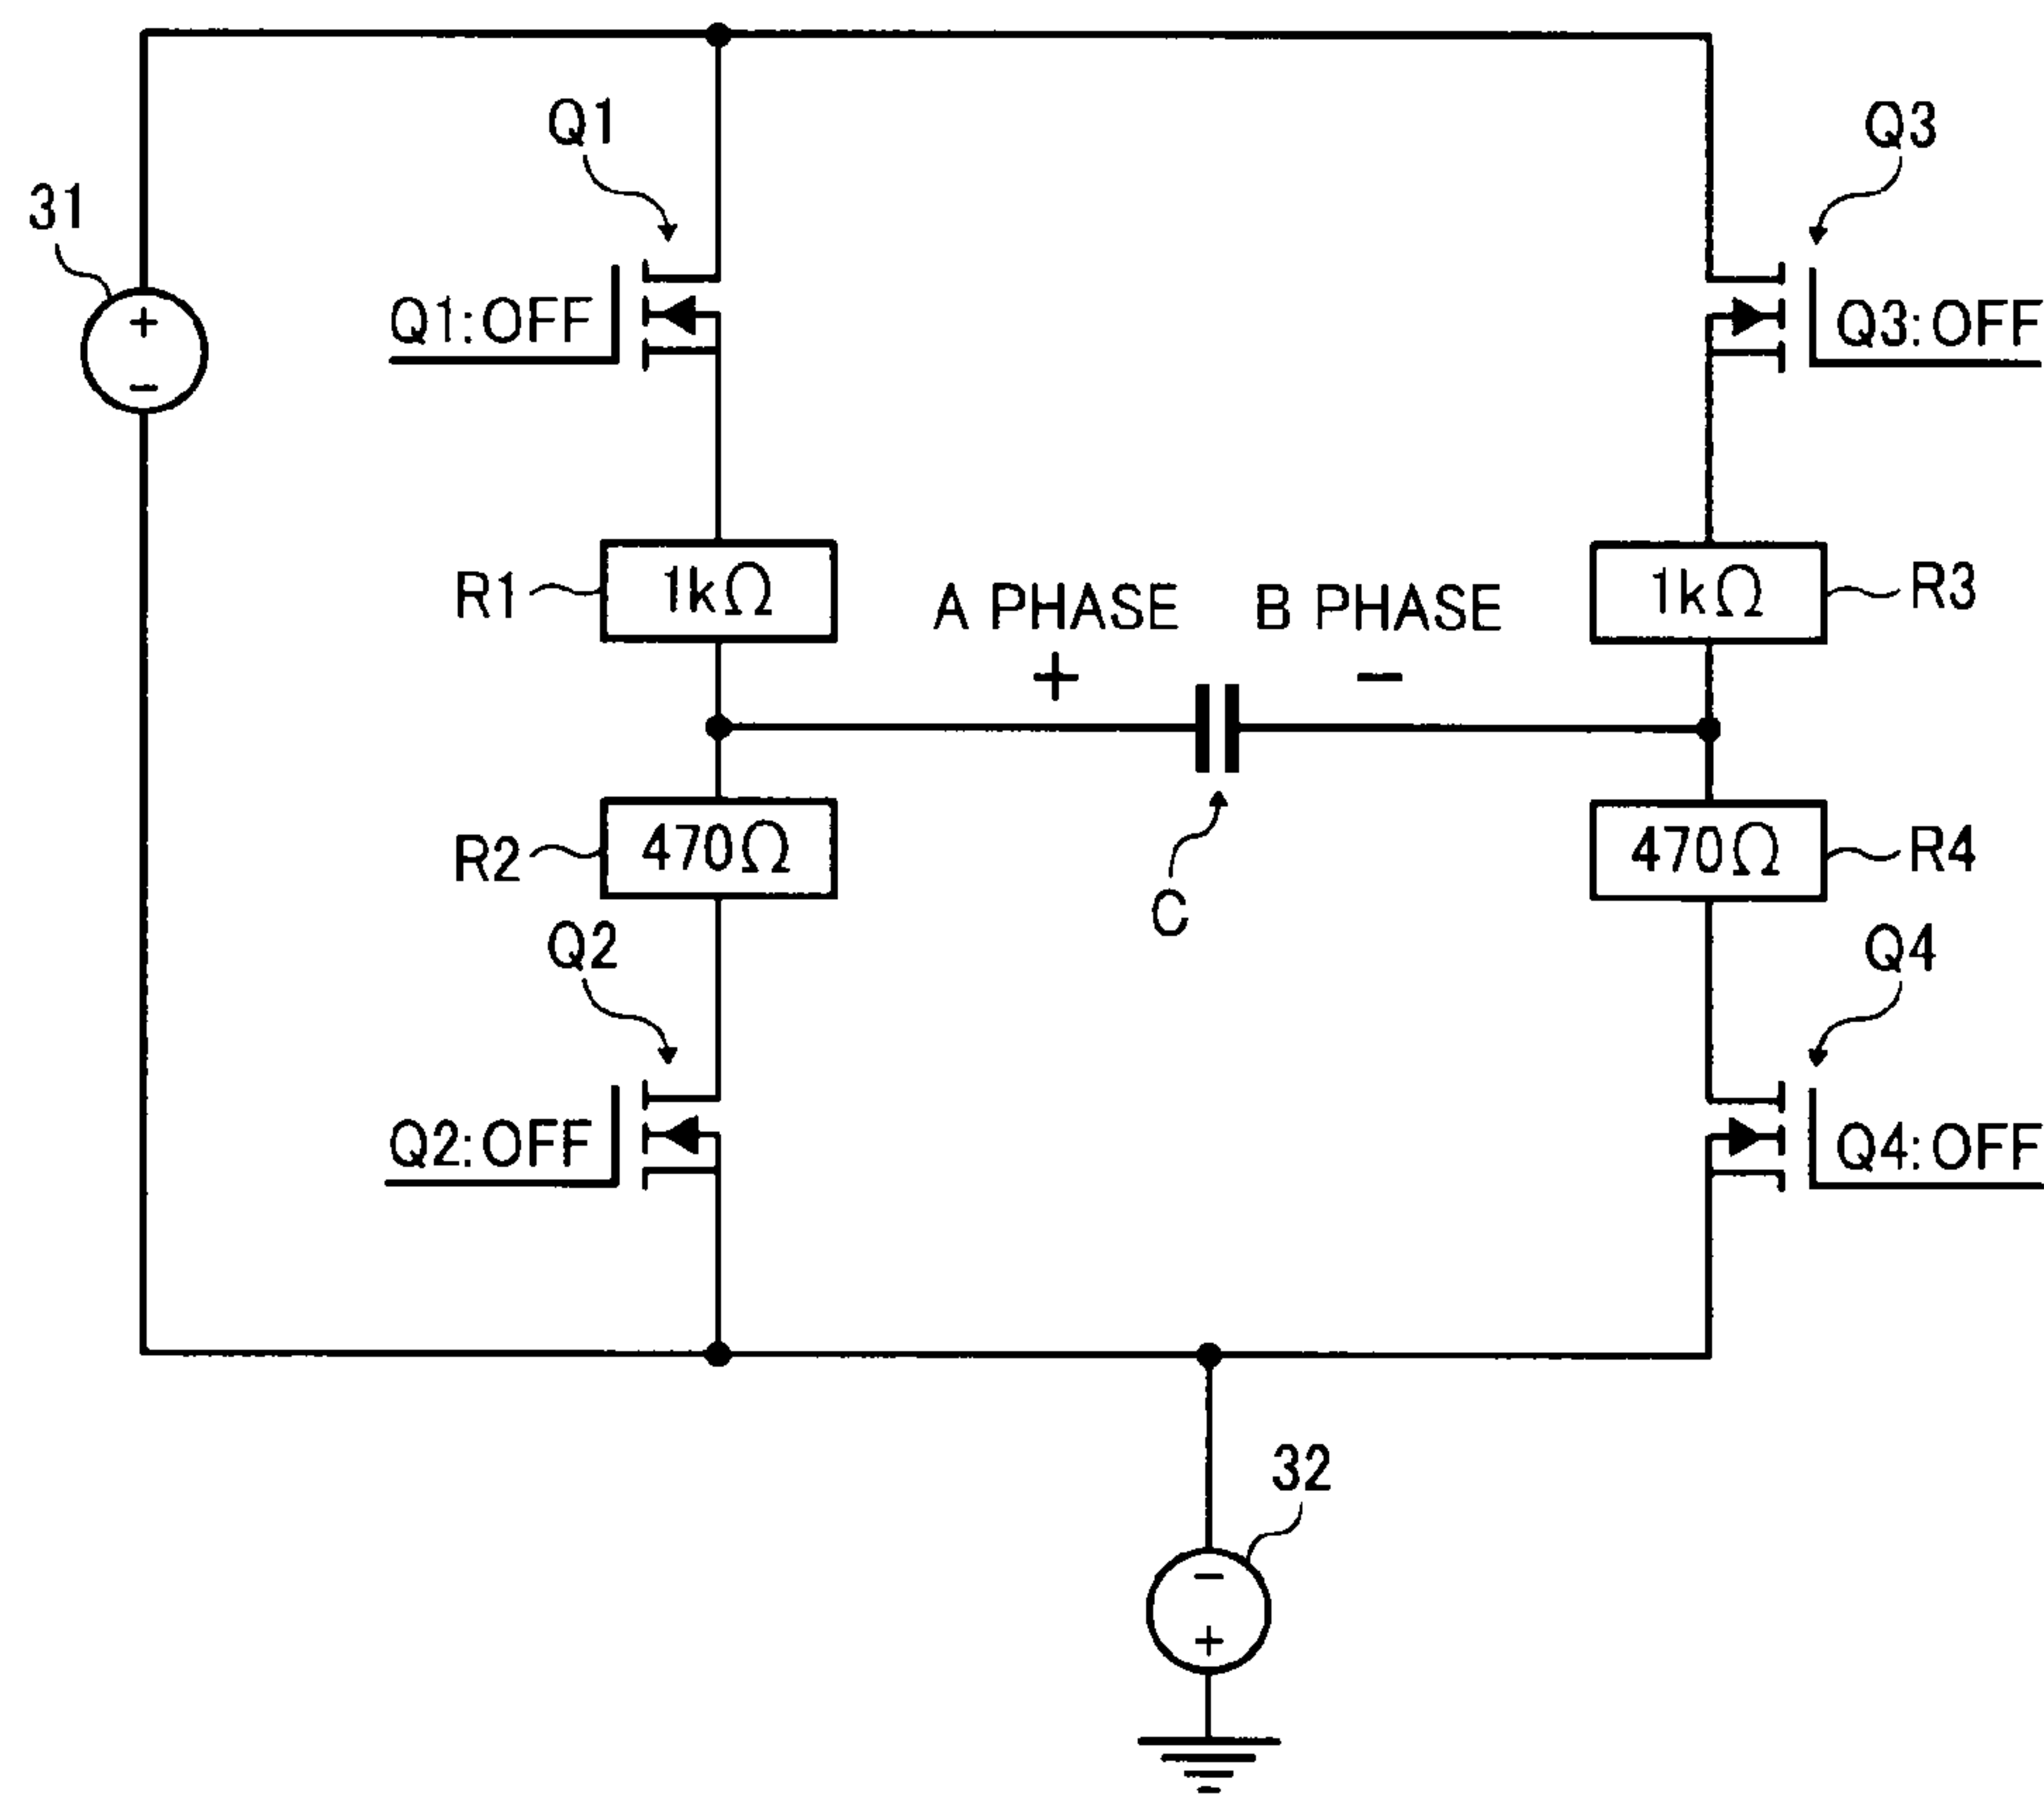 Q1
Q3
31
+
−
Q1:OFF
Q3:OFF
R1
1kΩ
A PHASE
B PHASE
1kΩ
R3
+
−
R2
470Ω
470Ω
R4
C
Q2
Q4
Q2:OFF
Q4:OFF
32
−
+